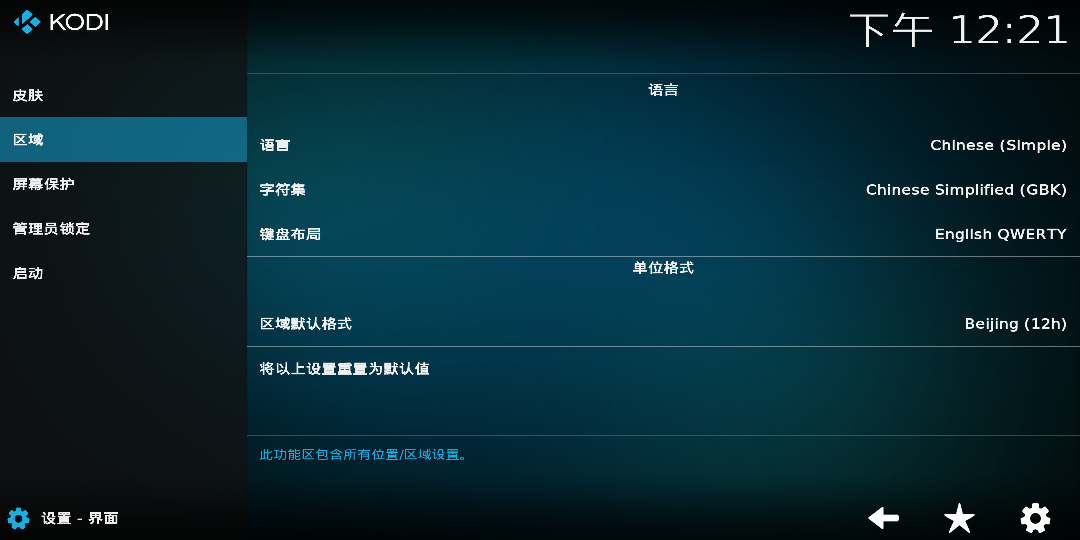 KODI
下午 12:21
皮肤
区域
屏幕保护
管理员锁定
启动
语言
语言 Chinese (Simple)
字符集 Chinese Simplified (GBK)
键盘布局 English QWERTY
单位格式
区域默认格式 Beijing (12h)
将以上设置重置为默认值
此功能区包含所有位置/区域设置。
设置 - 界面